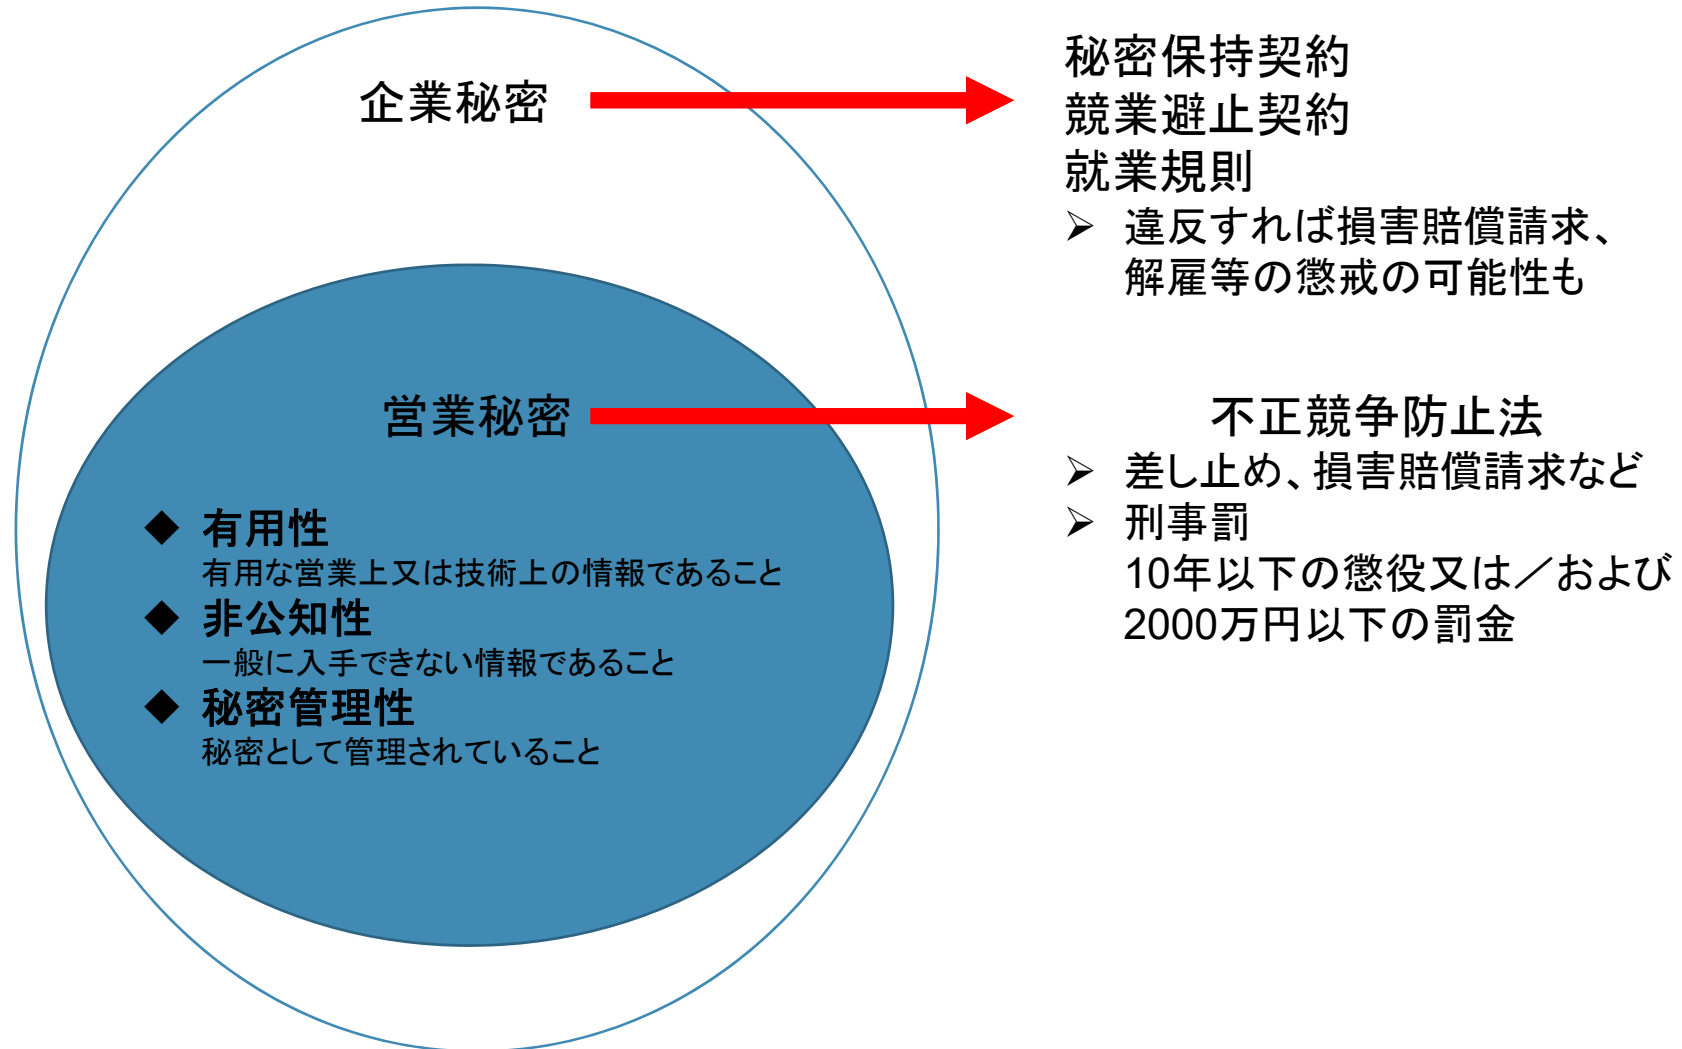 企業秘密
秘密保持契約
競業避止契約
就業規則
➢ 違反すれば損害賠償請求、
解雇等の懲戒の可能性も
営業秘密
◆ 有用性
有用な営業上又は技術上の情報であること
◆ 非公知性
一般に入手できない情報であること
◆ 秘密管理性
秘密として管理されていること
不正競争防止法
➢ 差し止め、損害賠償請求など
➢ 刑事罰
10年以下の懲役又は／および
2000万円以下の罰金